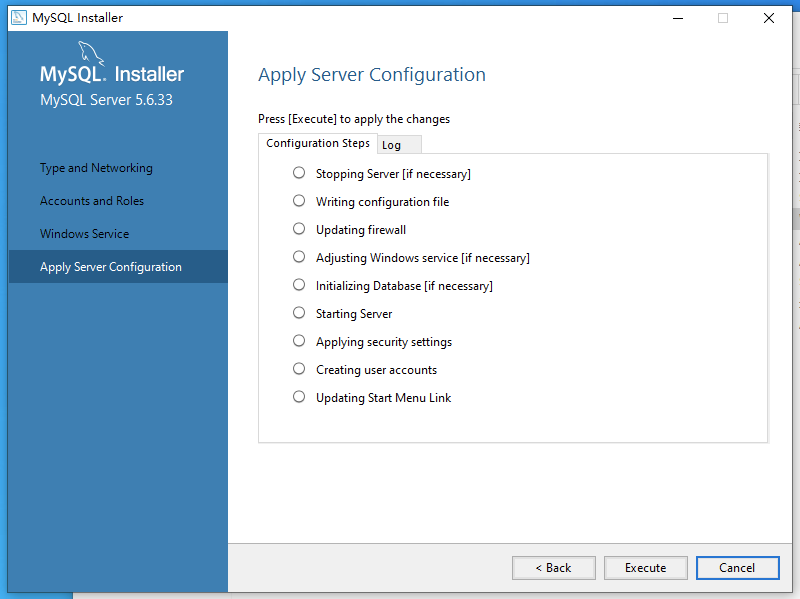 MySQL Installer
MySQL. Installer
MySQL Server 5.6.33
Type and Networking
Accounts and Roles
Windows Service
Apply Server Configuration
Apply Server Configuration
Press [Execute] to apply the changes
Configuration Steps
Log
Stopping Server [if necessary]
Writing configuration file
Updating firewall
Adjusting Windows service [if necessary]
Initializing Database [if necessary]
Starting Server
Applying security settings
Creating user accounts
Updating Start Menu Link
< Back
Execute
Cancel